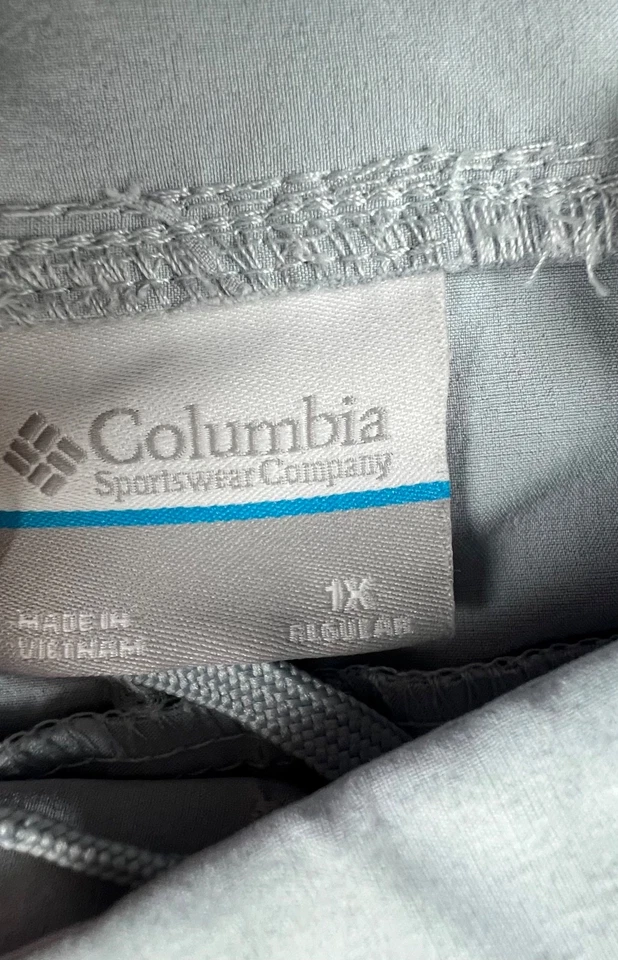 Columbia
Sportswear Company
1X
REGULAR
MADE IN
VIETNAM